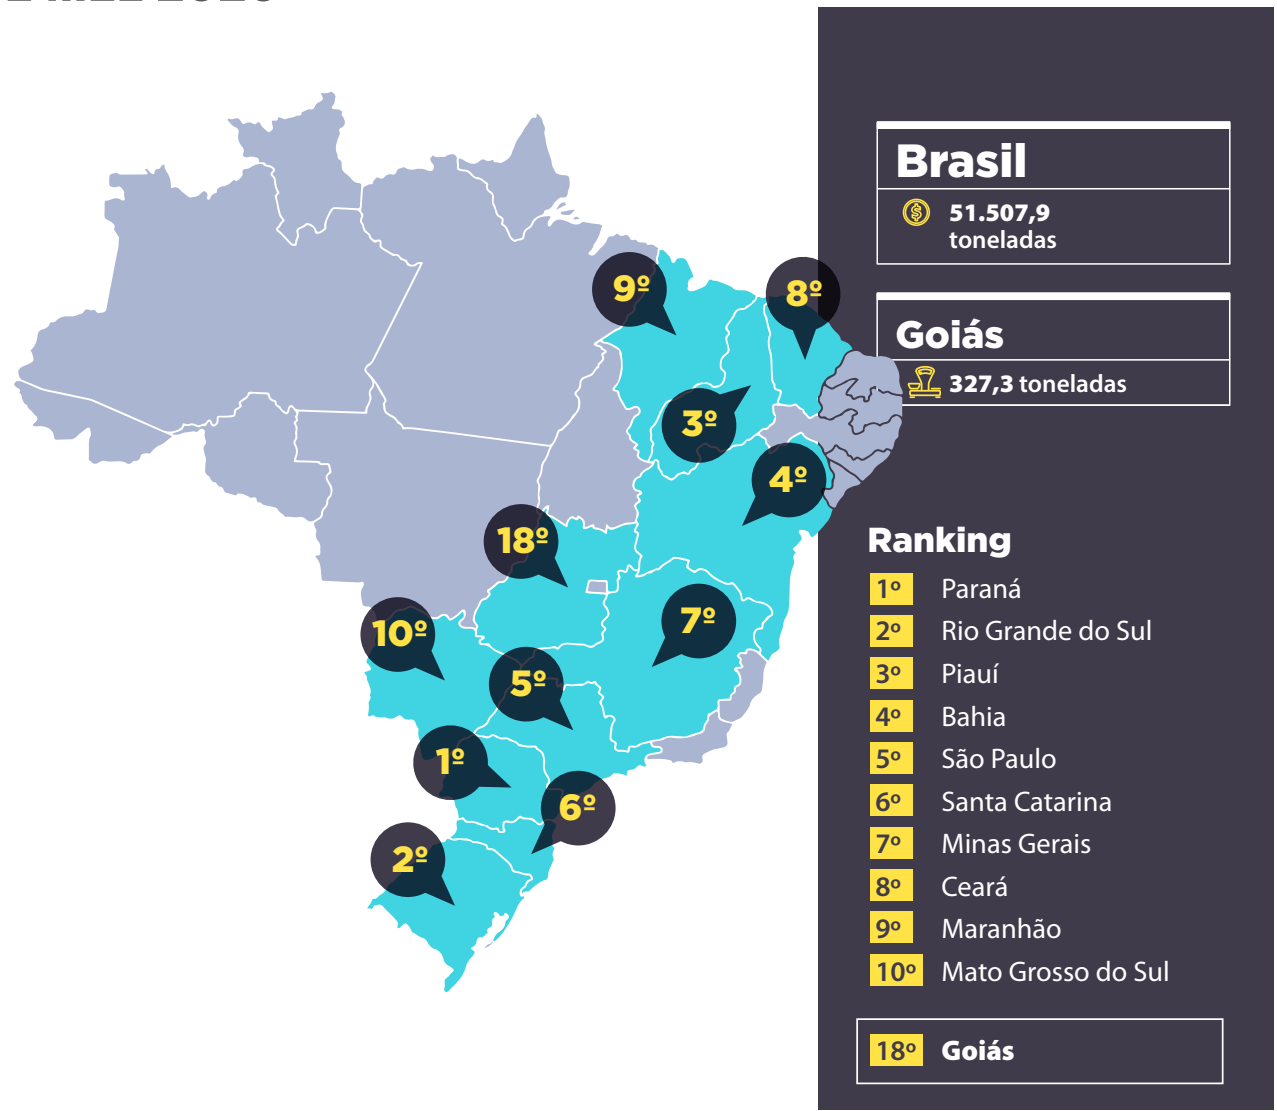 Brasil
51.507,9
toneladas
Goiás
327,3 toneladas
9º
8º
3º
4º
18º
7º
10º
5º
1º
6º
2º
Ranking
1º Paraná
2º Rio Grande do Sul
3º Piauí
4º Bahia
5º São Paulo
6º Santa Catarina
7º Minas Gerais
8º Ceará
9º Maranhão
10º Mato Grosso do Sul
18º Goiás